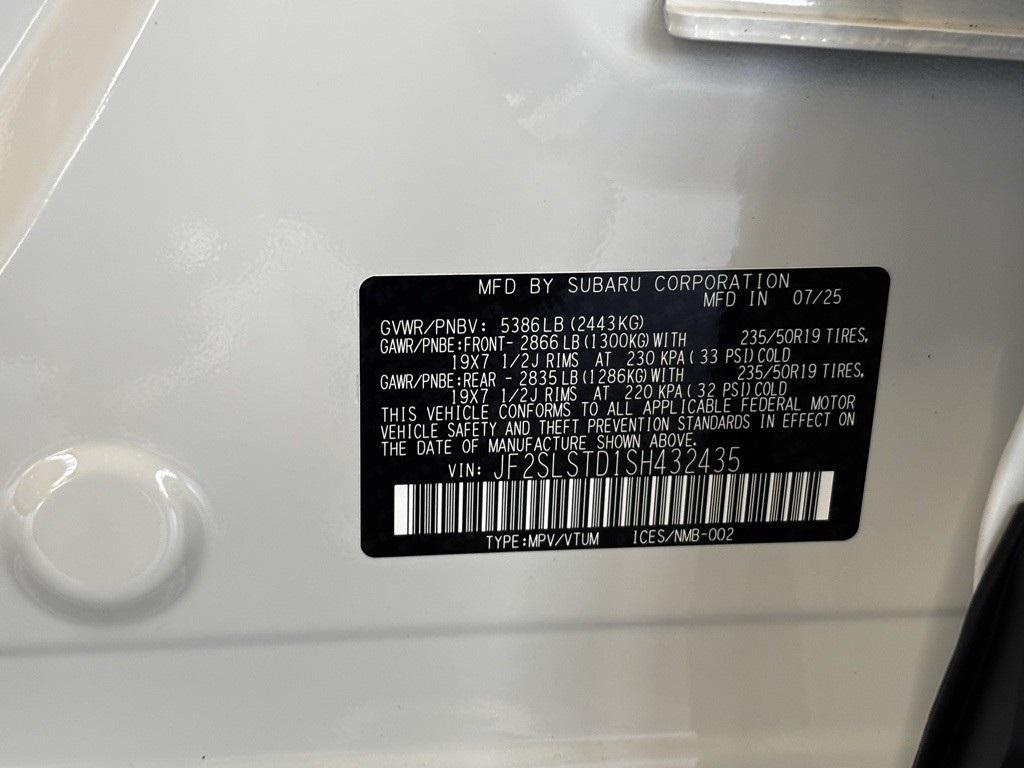 MFD BY SUBARU CORPORATION
MFD IN 07/25
GVWR/PNBV: 5386LB (2443KG)
GAWR/PNBE:FRONT- 2866 LB (1300KG) WITH 235/50R19 TIRES,
19X7 1/2J RIMS AT 230 KPA ( 33 PSI) COLD
GAWR/PNBE:REAR - 2835 LB (1286KG) WITH 235/50R19 TIRES,
19X7 1/2J RIMS AT 220 KPA ( 32 PSI) COLD
THIS VEHICLE CONFORMS TO ALL APPLICABLE FEDERAL MOTOR
VEHICLE SAFETY AND THEFT PREVENTION STANDARDS IN EFFECT ON
THE DATE OF MANUFACTURE SHOWN ABOVE.
VIN: JF2SLSTD1SH432435
TYPE:MPV/VTUM ICES/NMB-002